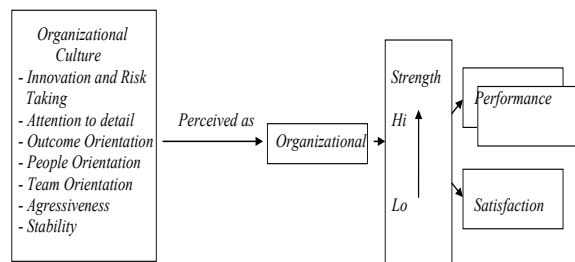 Organizational
Culture
- Innovation and Risk
Taking
- Attention to detail
- Outcome Orientation
- People Orientation
- Team Orientation
- Agressiveness
- Stability
Perceived as
Organizational
Strength
Hi
Lo
Performance
Satisfaction